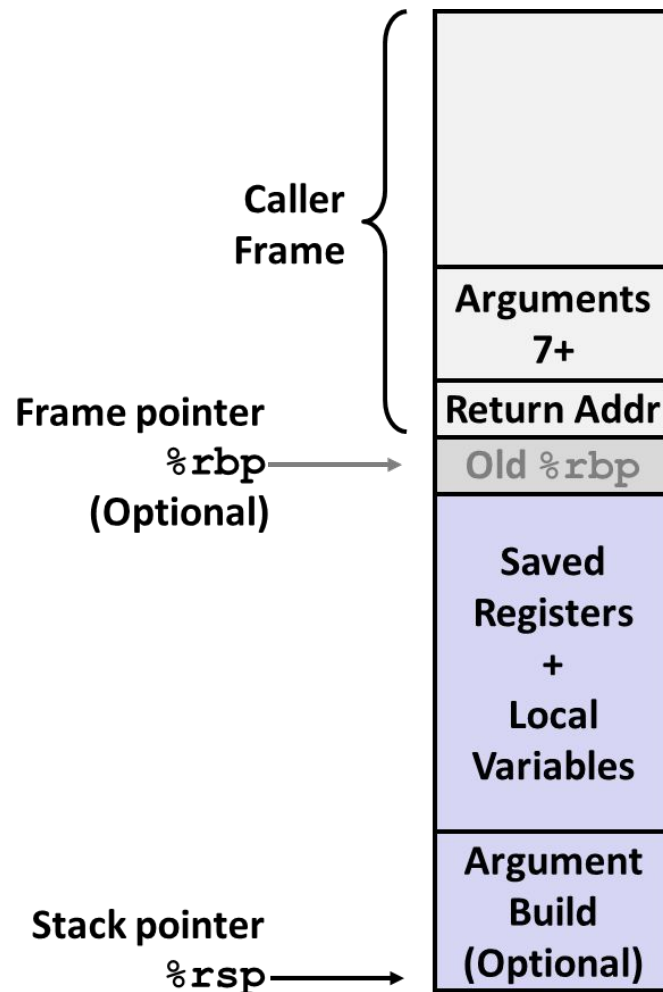 Caller
Frame
Arguments
7+
Return Addr
Frame pointer
%rbp
(Optional)
Old %rbp
Saved
Registers
+
Local
Variables
Argument
Build
(Optional)
Stack pointer
%rsp